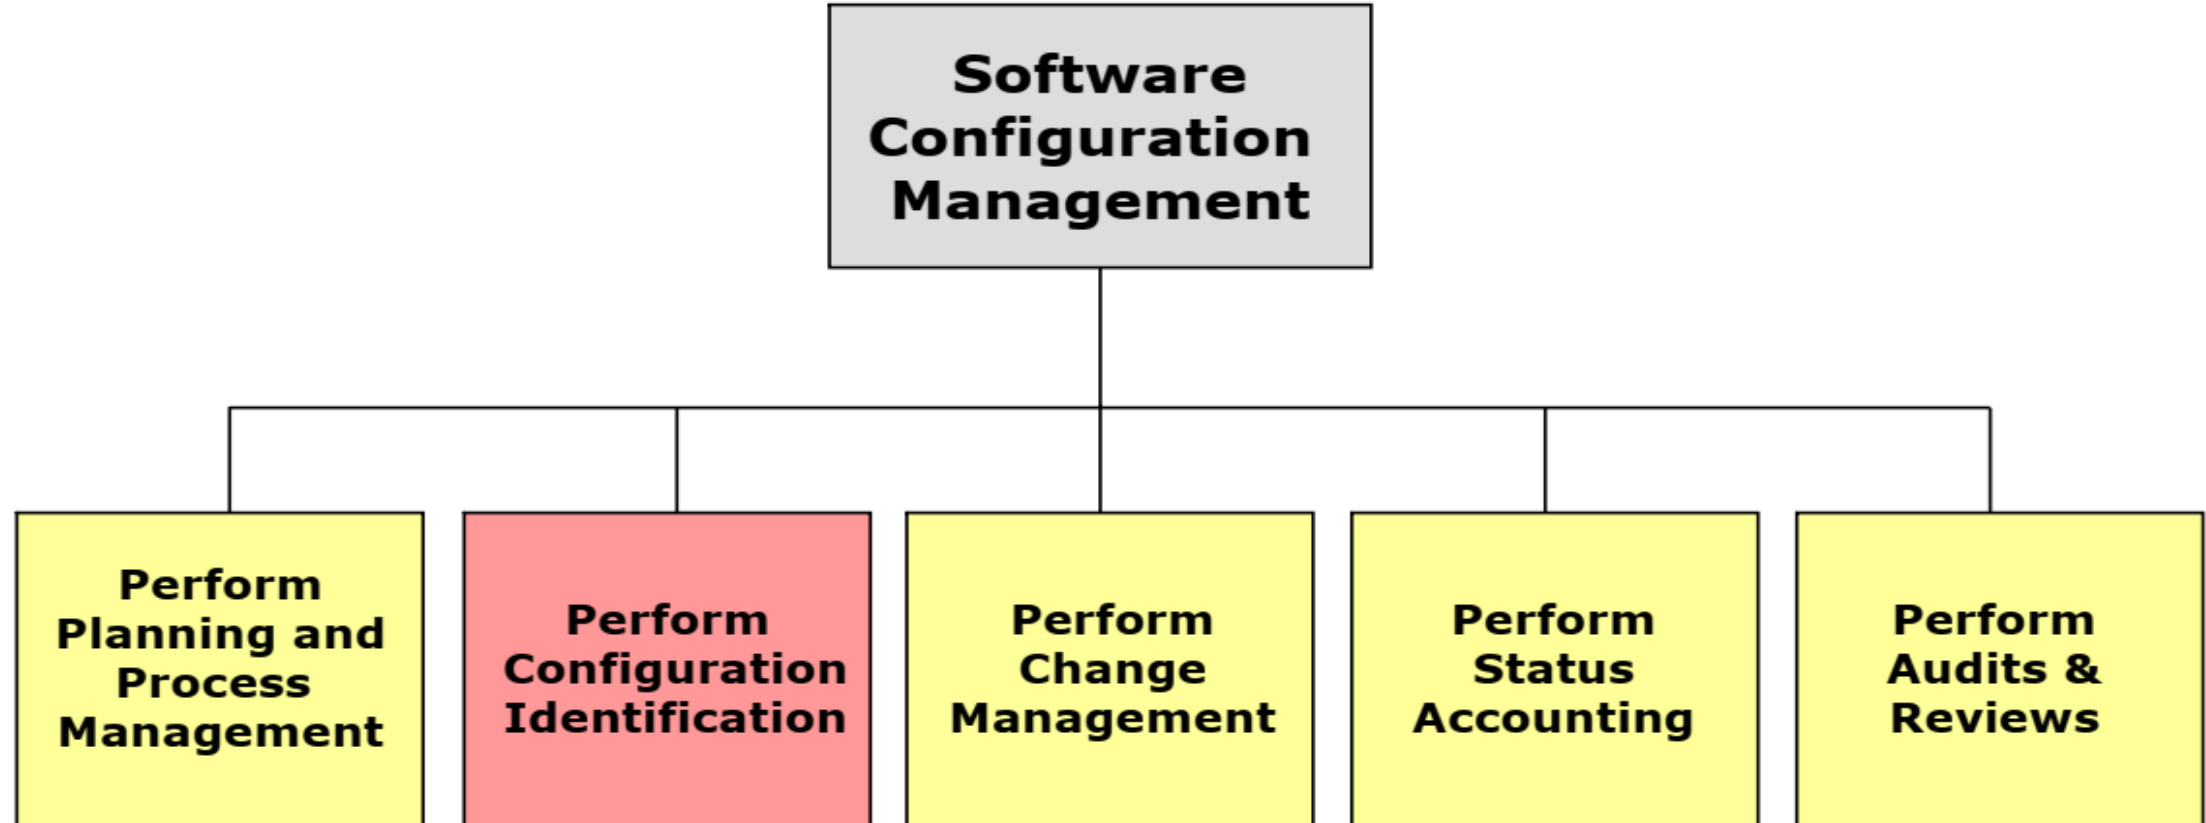 Software
Configuration
Management
Perform
Planning and
Process
Management
Perform
Configuration
Identification
Perform
Change
Management
Perform
Status
Accounting
Perform
Audits &
Reviews